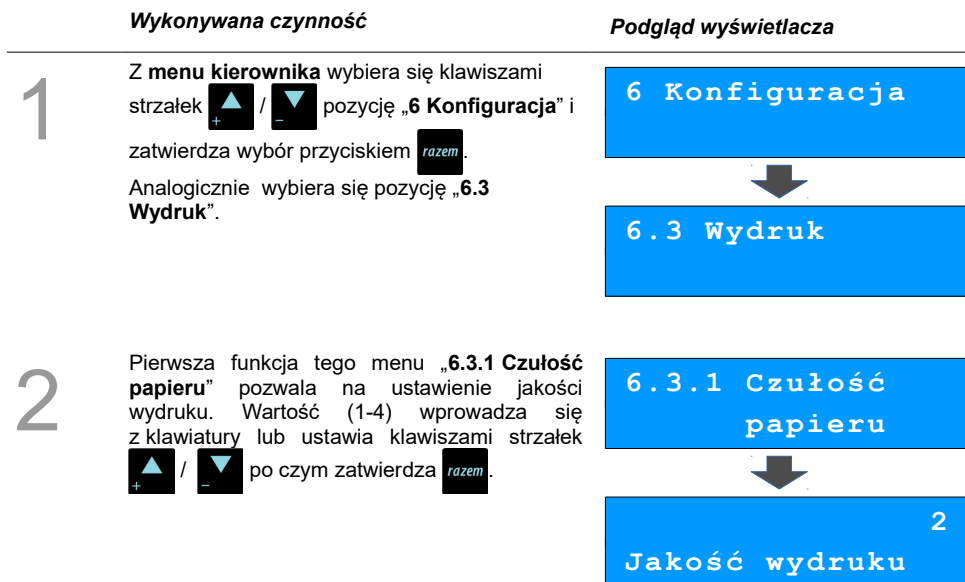 Wykonywana czynność
Podgląd wyświetlacza
1
Z menu kierownika wybiera się klawiszami
strzałek + / − pozycję „6 Konfiguracja” i
zatwierdza wybór przyciskiem razem.
Analogicznie wybiera się pozycję „6.3
Wydruk”.
6 Konfiguracja
6.3 Wydruk
2
Pierwsza funkcja tego menu „6.3.1 Czułość
papieru” pozwala na ustawienie jakości
wydruku. Wartość (1-4) wprowadza się
z klawiatury lub ustawia klawiszami strzałek
+ / − po czym zatwierdza razem.
6.3.1 Czułość
papieru
2
Jakość wydruku